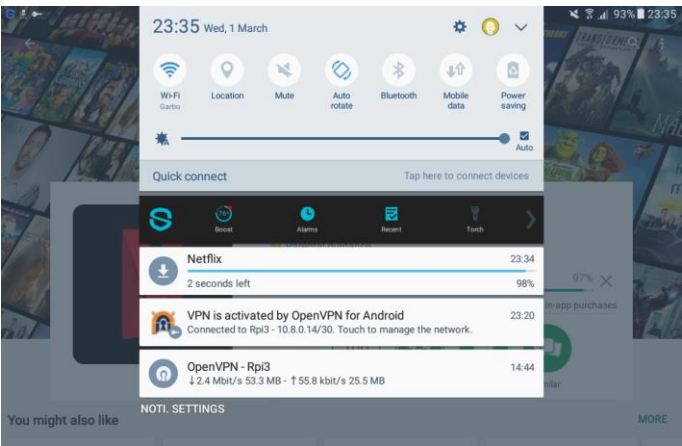 93% 23:35
23:35 Wed, 1 March
Wi-Fi
Garbo
Location
Mute
Auto
rotate
Bluetooth
Mobile
data
Power
saving
Auto
Quick connect
Tap here to connect devices
76%
Boost
Alarms
Recent
Torch
Netflix
23:34
2 seconds left
98%
97%
In-app purchases
VPN is activated by OpenVPN for Android
23:20
Connected to Rpi3 - 10.8.0.14/30. Touch to manage the network.
OpenVPN - Rpi3
14:44
↓2.4 Mbit/s 53.3 MB - ↑55.8 kbit/s 25.5 MB
NOTI. SETTINGS
You might also like
MORE